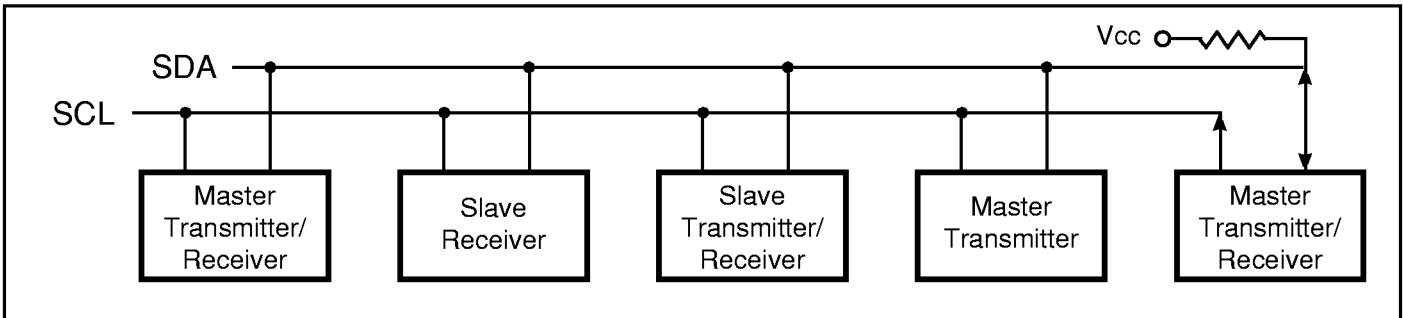 Vcc
SDA
SCL
Master
Transmitter/
Receiver
Slave
Receiver
Slave
Transmitter/
Receiver
Master
Transmitter
Master
Transmitter/
Receiver